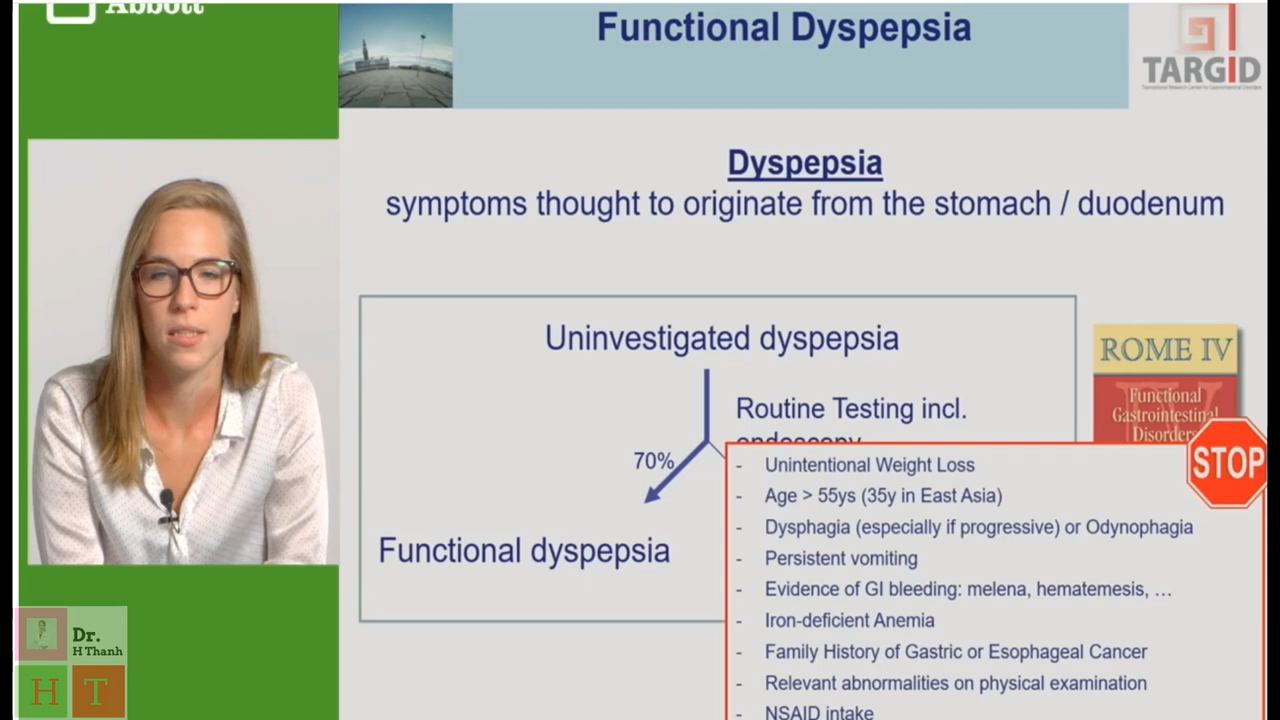 Abbott
Functional Dyspepsia
TARGID
Dyspepsia
symptoms thought to originate from the stomach / duodenum
Uninvestigated dyspepsia
Routine Testing incl.
endoscopy
70%
Functional dyspepsia
ROME IV
Functional
Gastrointestinal
Disorders
STOP
- Unintentional Weight Loss
- Age > 55ys (35y in East Asia)
- Dysphagia (especially if progressive) or Odynophagia
- Persistent vomiting
- Evidence of GI bleeding: melena, hematemesis, …
- Iron-deficient Anemia
- Family History of Gastric or Esophageal Cancer
- Relevant abnormalities on physical examination
- NSAID intake
Dr.
H Thanh
H T